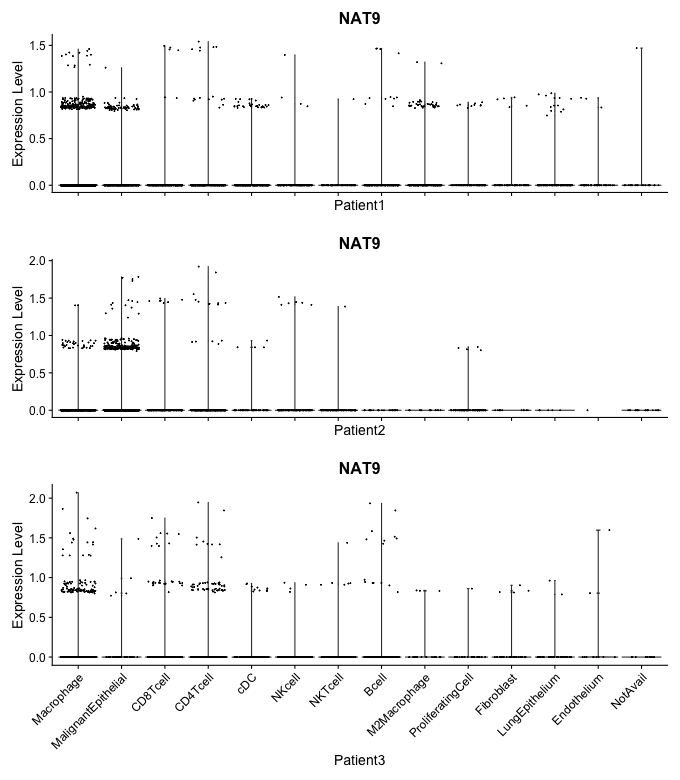 NAT9
Expression Level
1.5
1.0
0.5
0.0
Patient1
NAT9
Expression Level
2.0
1.5
1.0
0.5
0.0
Patient2
NAT9
Expression Level
2.0
1.5
1.0
0.5
0.0
Macrophage
MalignantEpithelial
CD8Tcell
CD4Tcell
cDC
NKcell
NKTcell
Bcell
M2Macrophage
ProliferatingCell
Fibroblast
LungEpithelium
Endothelium
NotAvail
Patient3